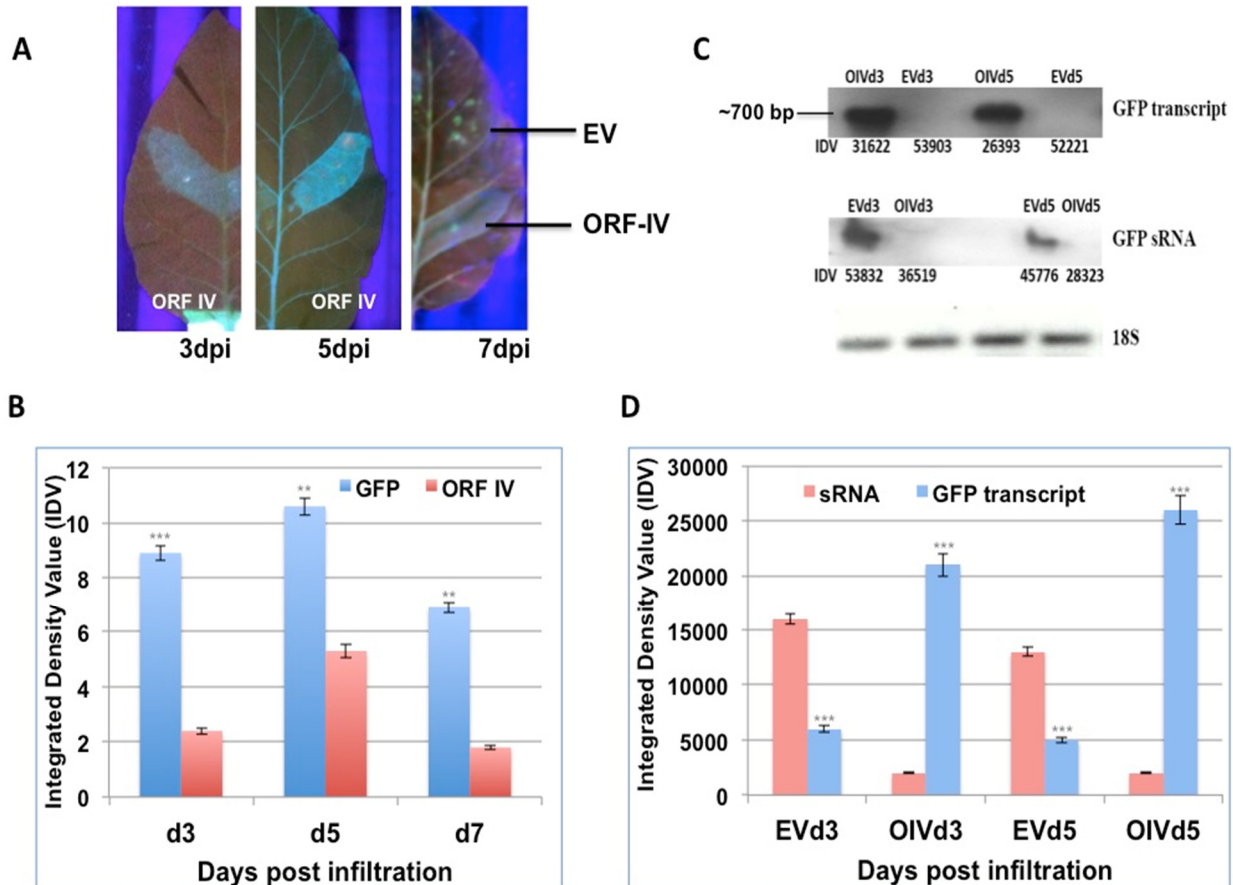 A
ORF IV
ORF IV
EV
ORF-IV
3dpi 5dpi 7dpi
C
OIVd3 EVd3 OIVd5 EVd5
~700 bp
GFP transcript
IDV 31622 53903 26393 52221
EVd3 OIVd3 EVd5 OIVd5
GFP sRNA
IDV 53832 36519 45776 28323
18S
B
Integrated Density Value (IDV)
12
10
8
6
4
2
0
GFP ORF IV
***
**
**
d3 d5 d7
Days post infiltration
D
Integrated Density Value (IDV)
30000
25000
20000
15000
10000
5000
0
sRNA GFP transcript
***
***
***
***
EVd3 OIVd3 EVd5 OIVd5
Days post infiltration